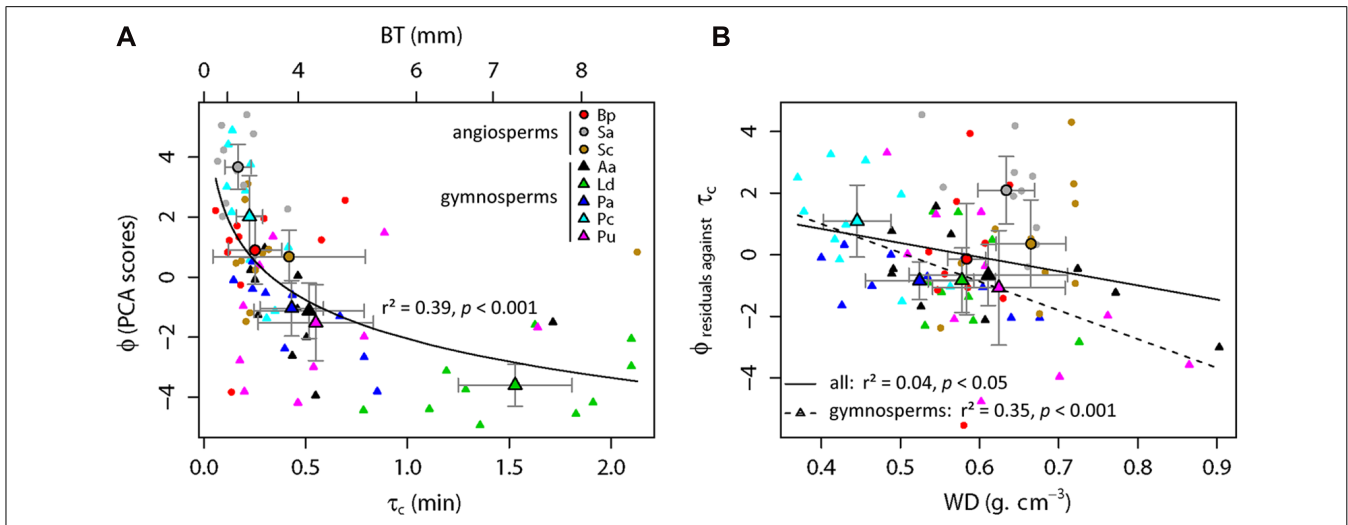 A
BT (mm)
0 4 6 7 8
ϕ (PCA scores)
4
2
0
−2
−4
angiosperms
Bp
Sa
Sc
gymnosperms
Aa
Ld
Pa
Pc
Pu
r² = 0.39, p < 0.001
0.0 0.5 1.0 1.5 2.0
τc (min)
B
ϕ residuals against τc
4
2
0
−2
−4
all: r² = 0.04, p < 0.05
gymnosperms: r² = 0.35, p < 0.001
0.4 0.5 0.6 0.7 0.8 0.9
WD (g. cm⁻³)